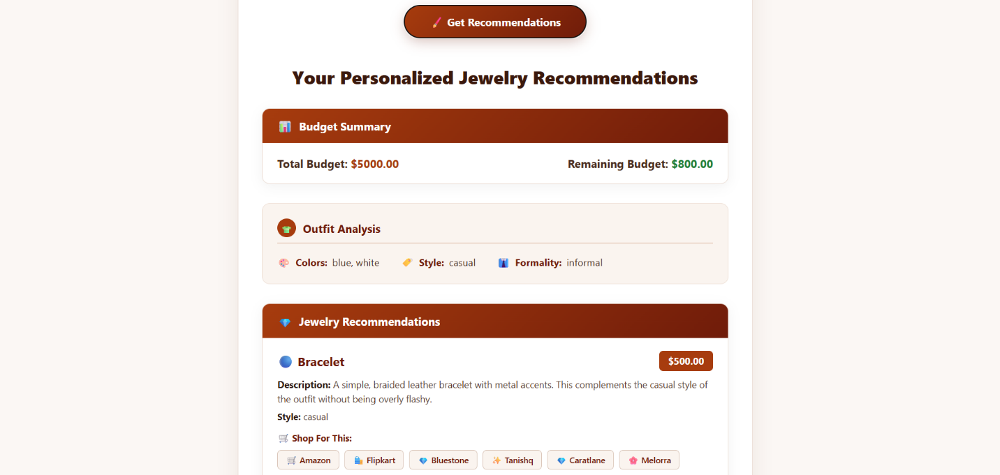 Get Recommendations
Your Personalized Jewelry Recommendations
Budget Summary
Total Budget: $5000.00 Remaining Budget: $800.00
Outfit Analysis
Colors: blue, white Style: casual Formality: informal
Jewelry Recommendations
Bracelet $500.00
Description: A simple, braided leather bracelet with metal accents. This complements the casual style of
the outfit without being overly flashy.
Style: casual
Shop For This:
Amazon Flipkart Bluestone Tanishq Caratlane Melorra